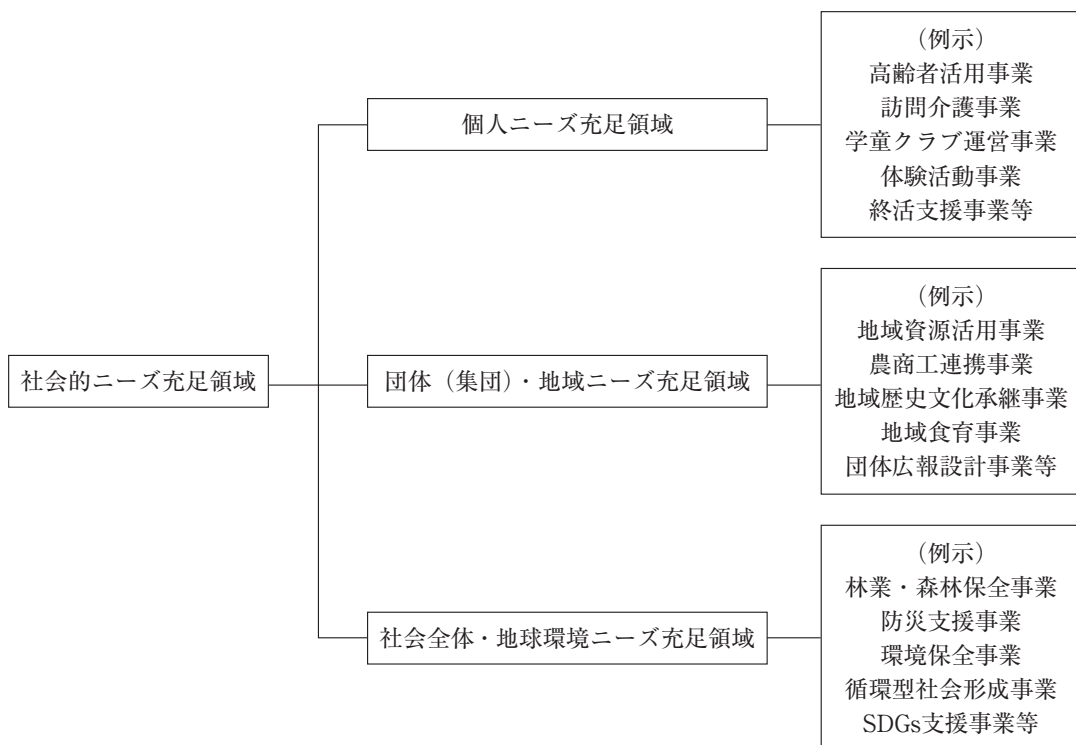 社会的ニーズ充足領域
個人ニーズ充足領域
（例示）
高齢者活用事業
訪問介護事業
学童クラブ運営事業
体験活動事業
終活支援事業等
団体（集団）・地域ニーズ充足領域
（例示）
地域資源活用事業
農商工連携事業
地域歴史文化承継事業
地域食育事業
団体広報設計事業等
社会全体・地球環境ニーズ充足領域
（例示）
林業・森林保全事業
防災支援事業
環境保全事業
循環型社会形成事業
SDGs支援事業等